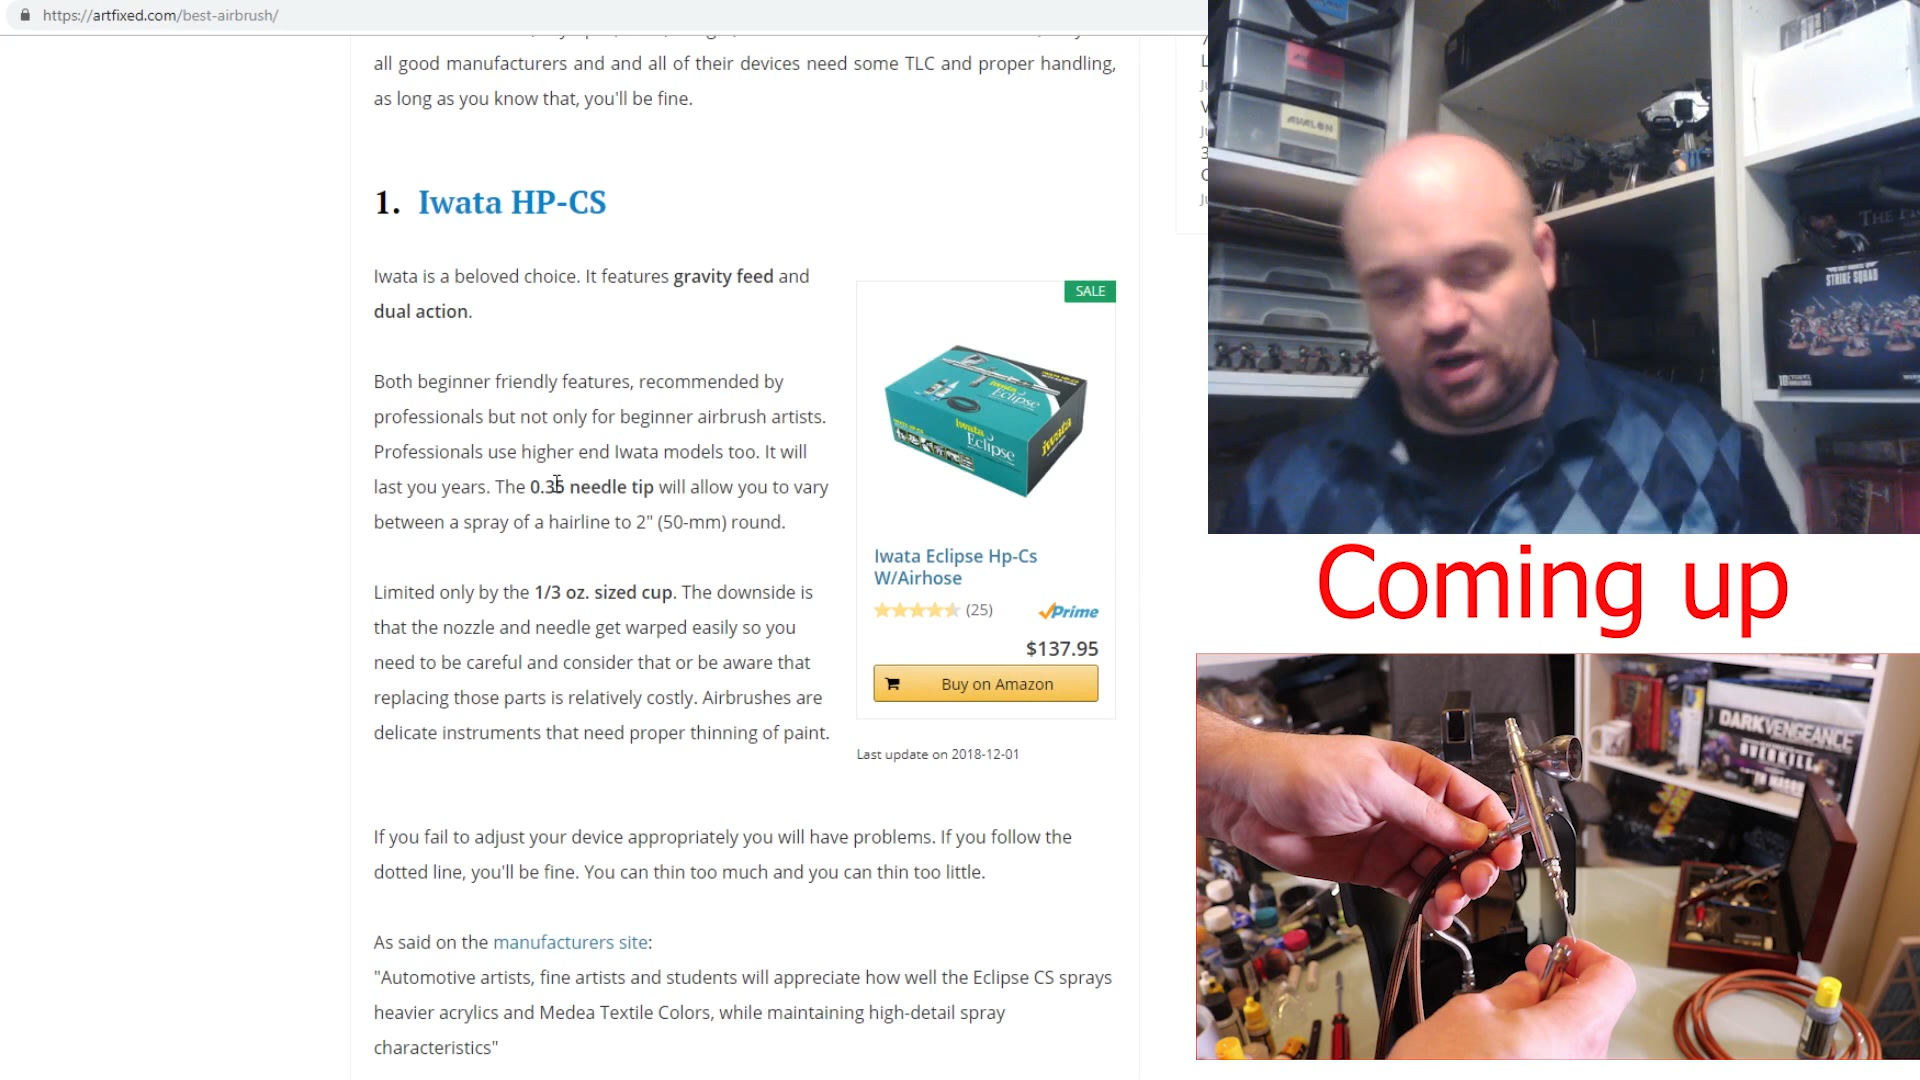 https://artfixed.com/best-airbrush/
all good manufacturers and and all of their devices need some TLC and proper handling,
as long as you know that, you'll be fine.
1. Iwata HP-CS
Iwata is a beloved choice. It features gravity feed and
dual action.
Both beginner friendly features, recommended by
professionals but not only for beginner airbrush artists.
Professionals use higher end Iwata models too. It will
last you years. The 0.35 needle tip will allow you to vary
between a spray of a hairline to 2" (50-mm) round.
Limited only by the 1/3 oz. sized cup. The downside is
that the nozzle and needle get warped easily so you
need to be careful and consider that or be aware that
replacing those parts is relatively costly. Airbrushes are
delicate instruments that need proper thinning of paint.
SALE
iwata
Eclipse
iwata
Eclipse
iwata
Iwata Eclipse Hp-Cs
W/Airhose
(25)
Prime
$137.95
Buy on Amazon
Last update on 2018-12-01
If you fail to adjust your device appropriately you will have problems. If you follow the
dotted line, you'll be fine. You can thin too much and you can thin too little.
As said on the manufacturers site:
"Automotive artists, fine artists and students will appreciate how well the Eclipse CS sprays
heavier acrylics and Medea Textile Colors, while maintaining high-detail spray
characteristics"
AVALON
STRIKE SQUAD
Coming up
DARK VENGEANCE
OVERKILL